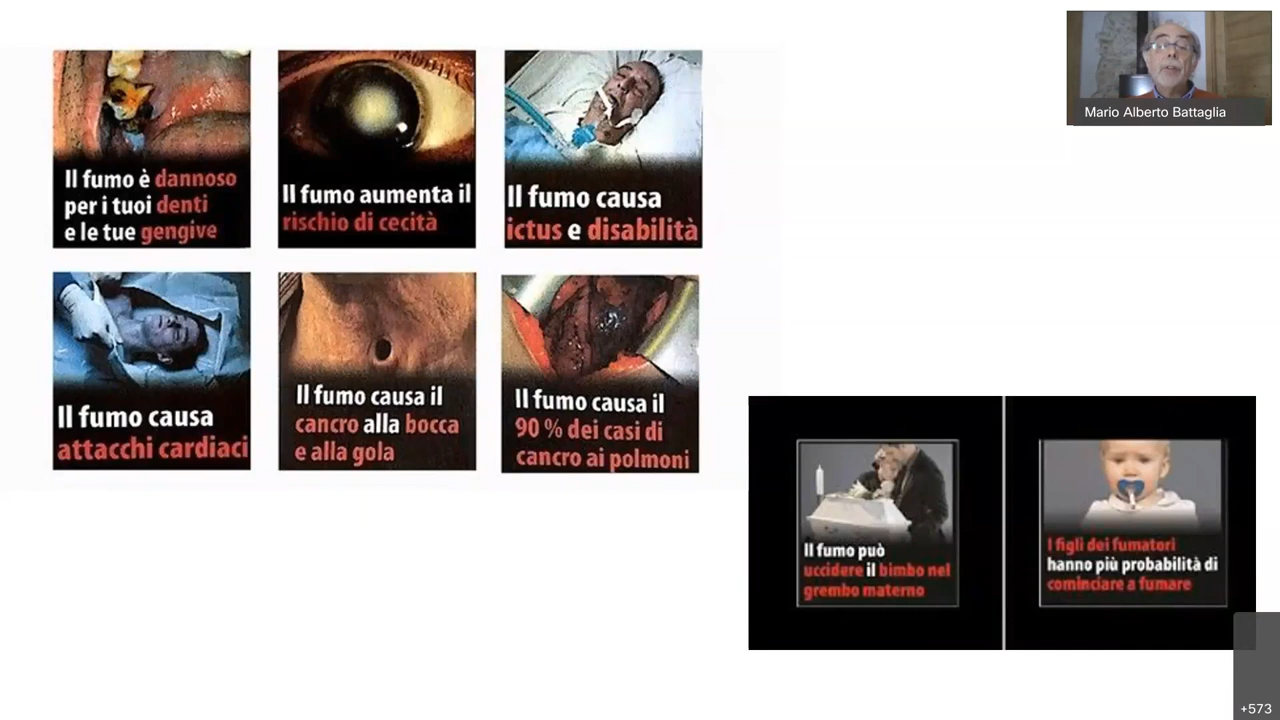 Mario Alberto Battaglia
Il fumo è dannoso
per i tuoi denti
e le tue gengive
Il fumo aumenta il
rischio di cecità
Il fumo causa
ictus e disabilità
Il fumo causa
attacchi cardiaci
Il fumo causa il
cancro alla bocca
e alla gola
Il fumo causa il
90 % dei casi di
cancro ai polmoni
Il fumo può
uccidere il bimbo nel
grembo materno
I figli dei fumatori
hanno più probabilità di
cominciare a fumare
+573